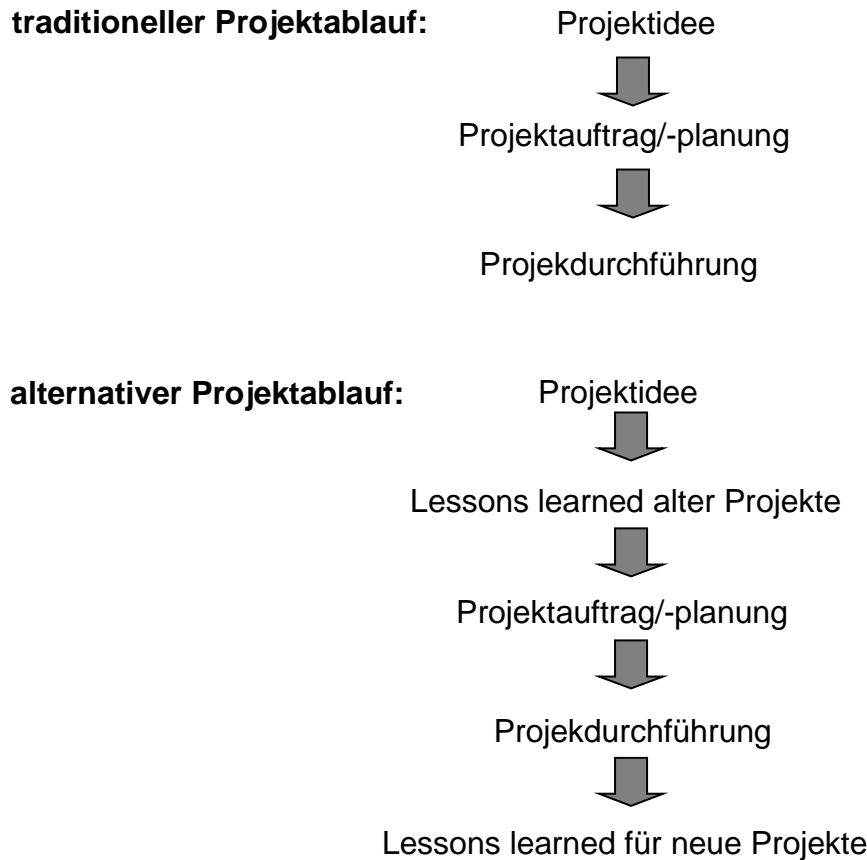 traditioneller Projektablauf: Projektidee
Projektauftrag/-planung
Projekdurchführung
alternativer Projektablauf: Projektidee
Lessons learned alter Projekte
Projektauftrag/-planung
Projekdurchführung
Lessons learned für neue Projekte